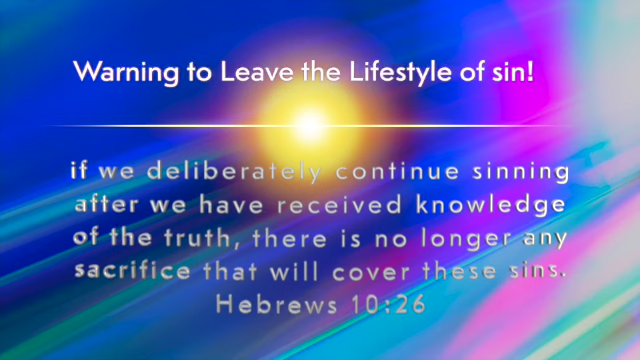 Warning to Leave the Lifestyle of sin!
if we deliberately continue sinning
after we have received knowledge
of the truth, there is no longer any
sacrifice that will cover these sins.
Hebrews 10:26